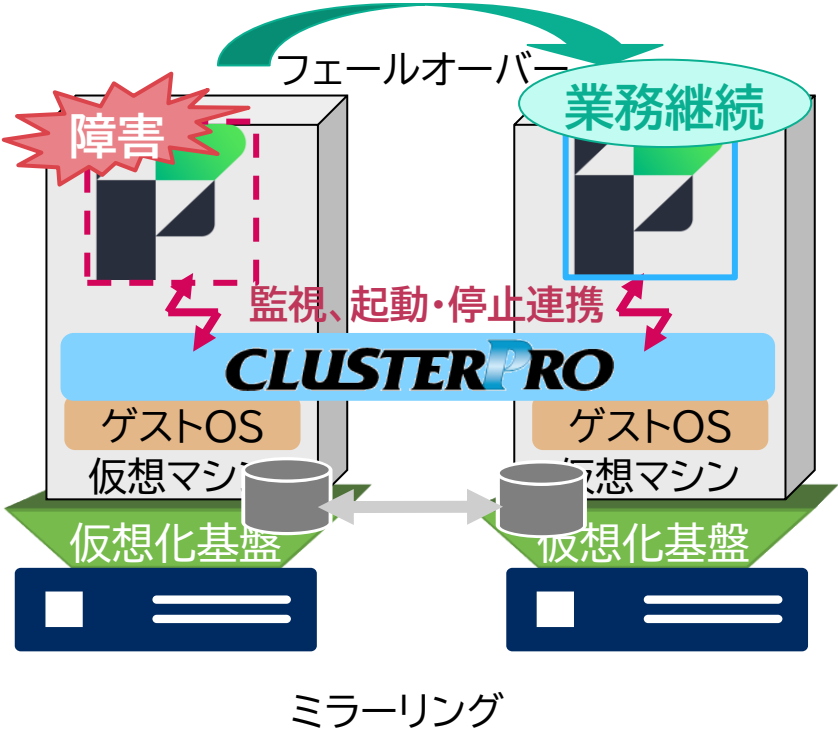 フェールオーバー
障害
業務継続
監視、起動・停止連携
CLUSTERPRO
ゲストOS
ゲストOS
仮想マシン
仮想マシン
仮想化基盤
仮想化基盤
ミラーリング